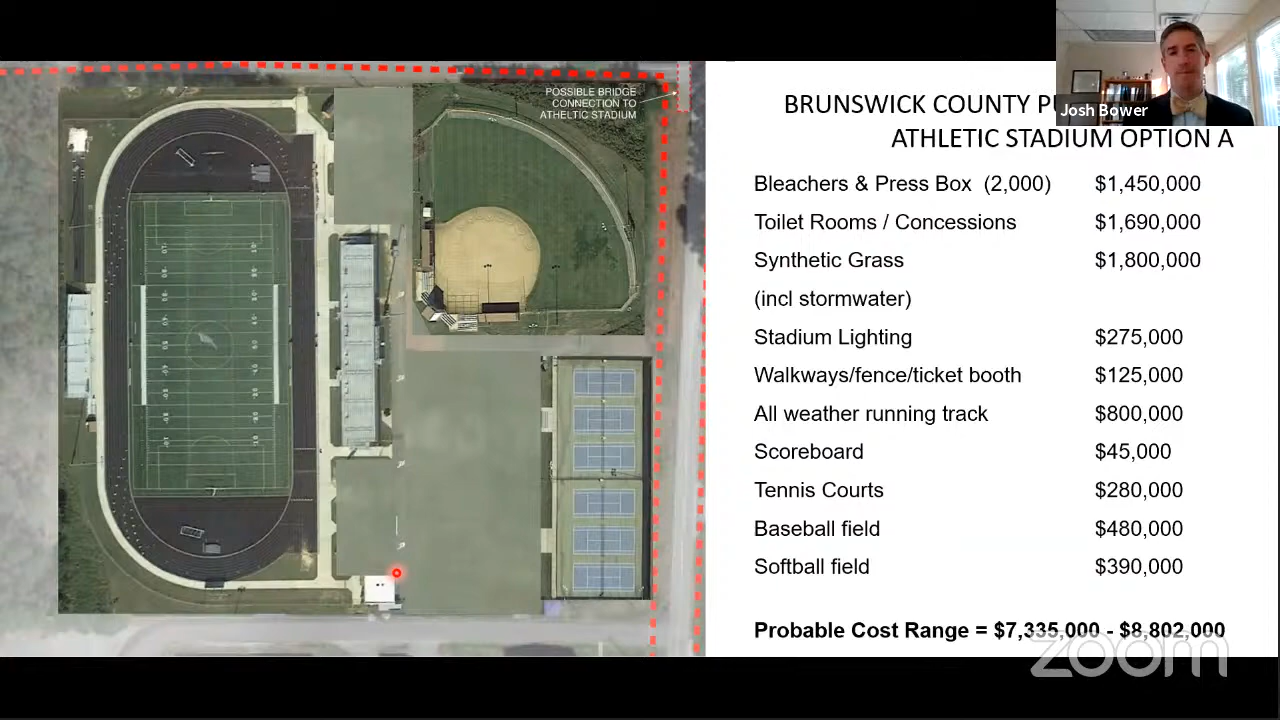 POSSIBLE BRIDGE
CONNECTION TO
ATHELTIC STADIUM
BRUNSWICK COUNTY
ATHLETIC STADIUM OPTION A
Josh Bower
Bleachers & Press Box (2,000) $1,450,000
Toilet Rooms / Concessions $1,690,000
Synthetic Grass $1,800,000
(incl stormwater)
Stadium Lighting $275,000
Walkways/fence/ticket booth $125,000
All weather running track $800,000
Scoreboard $45,000
Tennis Courts $280,000
Baseball field $480,000
Softball field $390,000
Probable Cost Range = $7,335,000 - $8,802,000
zoom